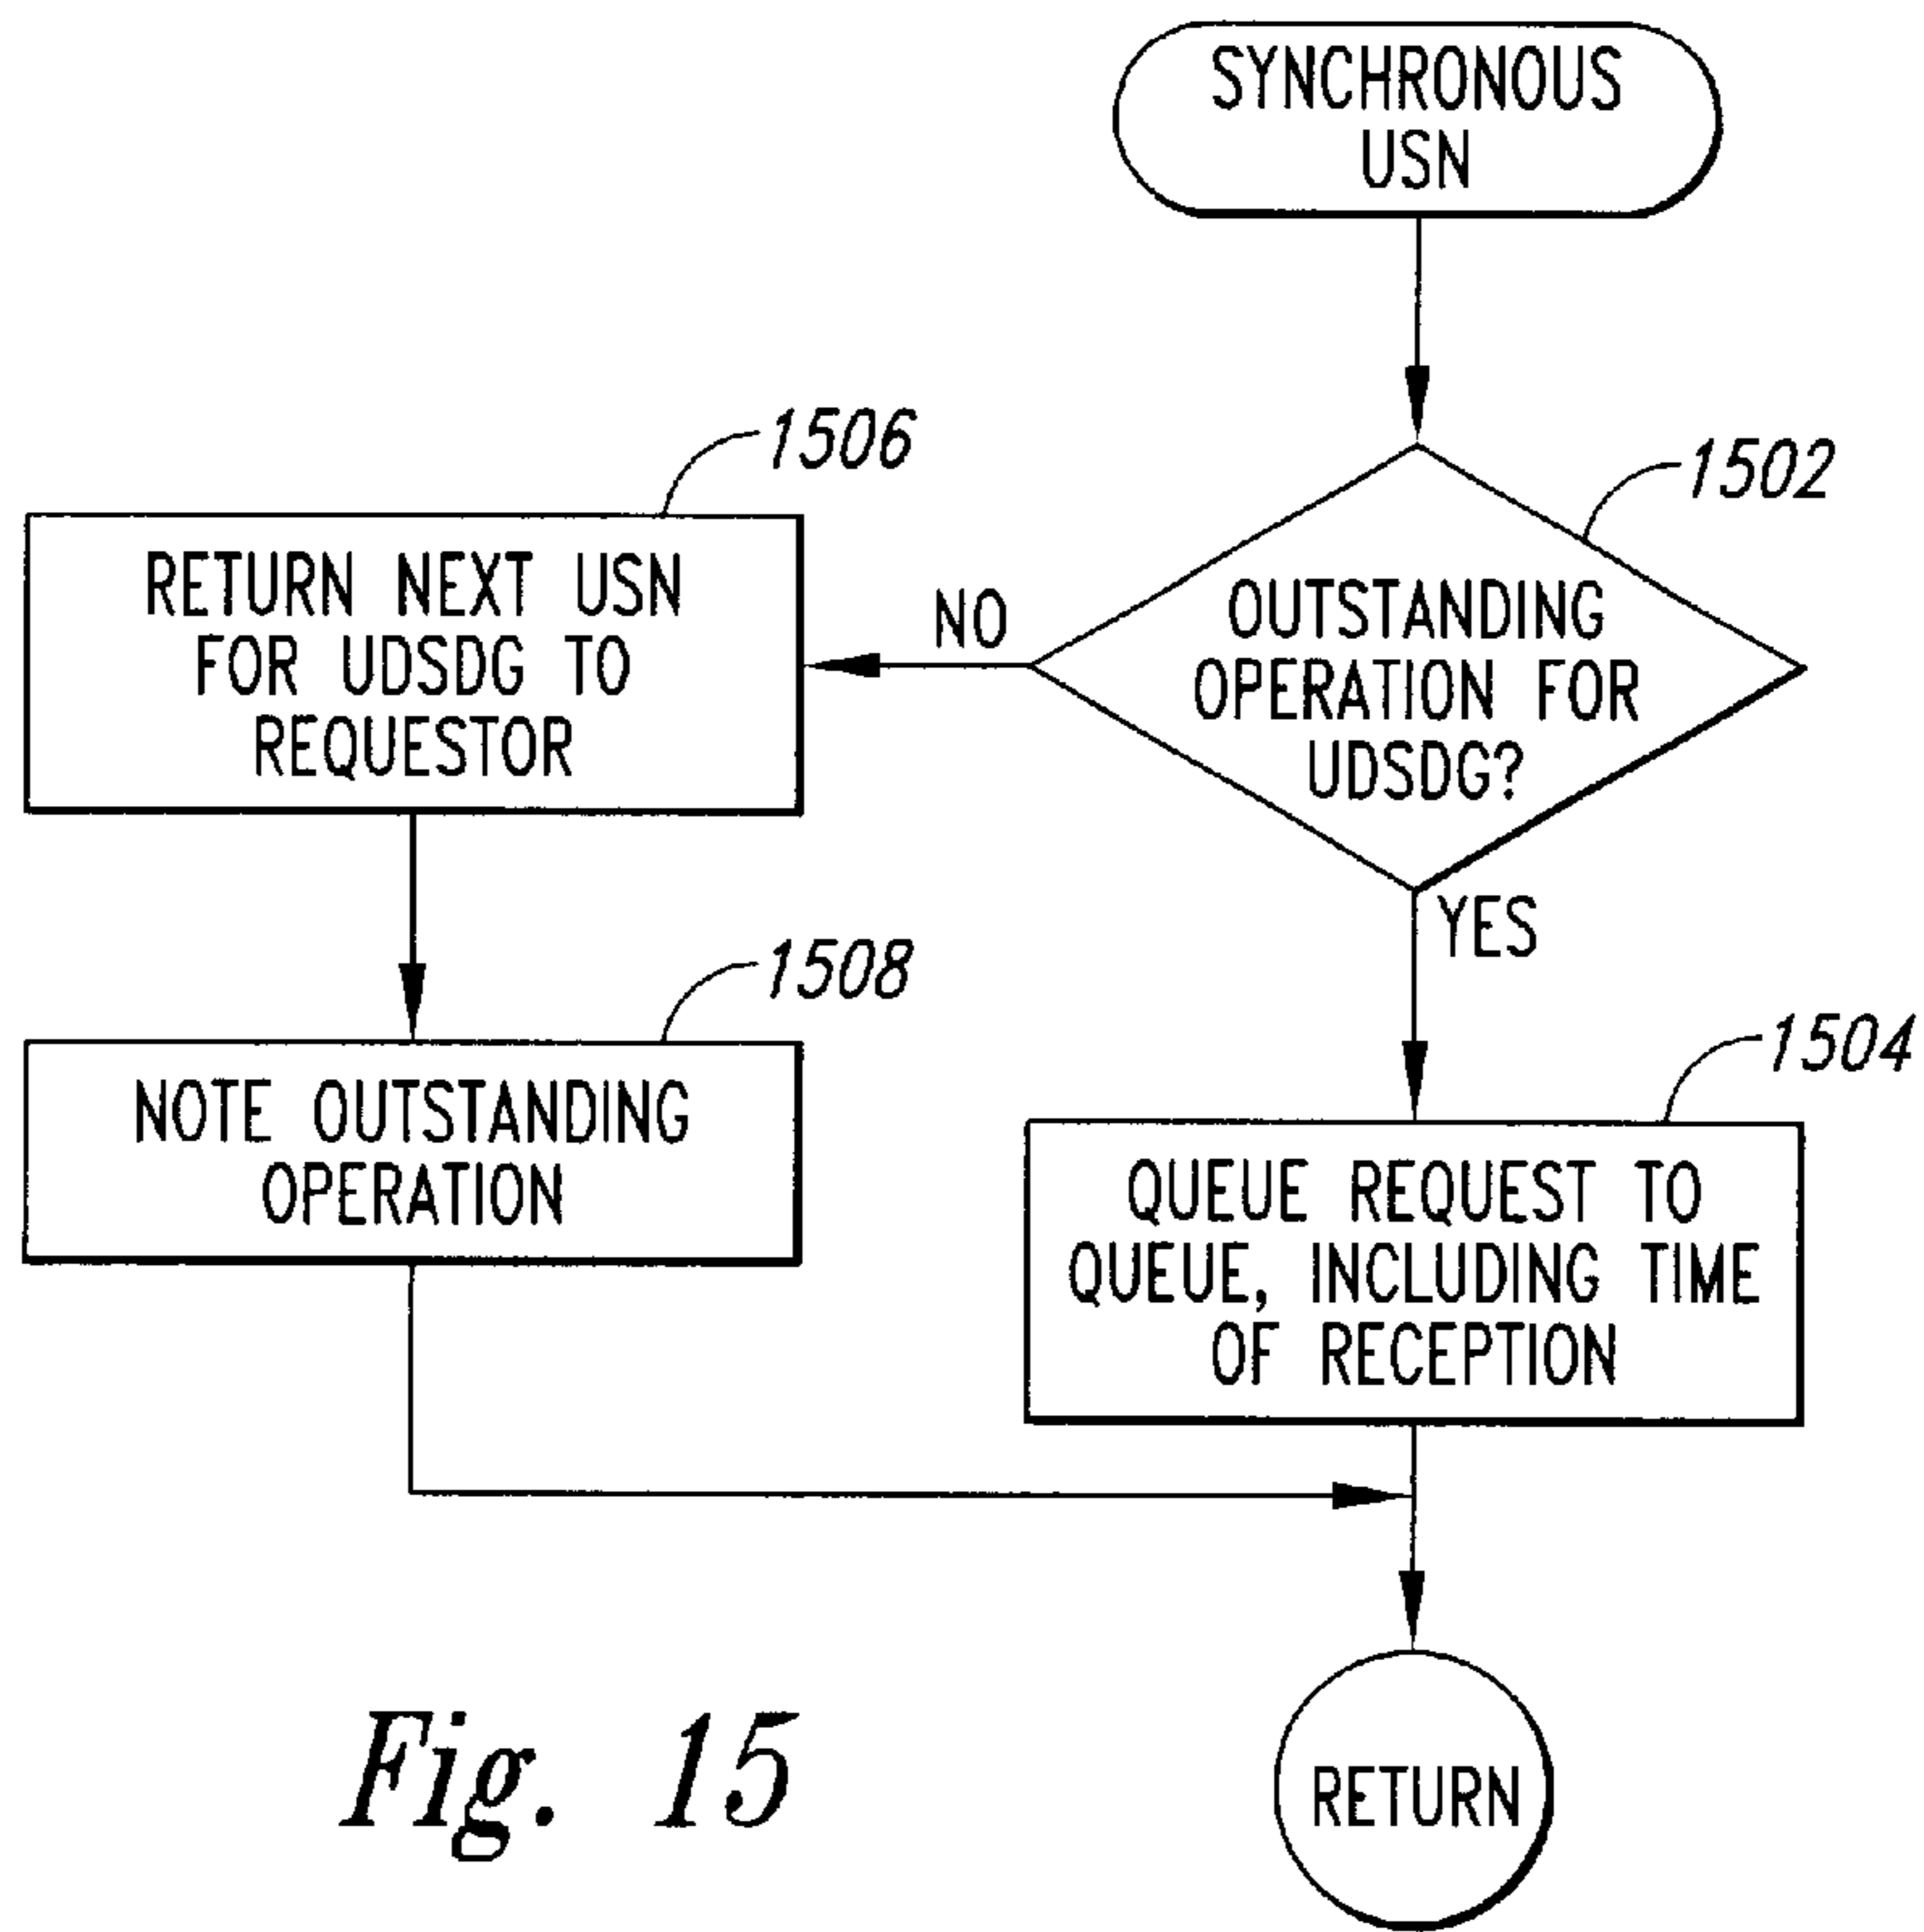 SYNCHRONOUS
USN
1502
OUTSTANDING
OPERATION FOR
UDSDG?
NO
YES
1506
RETURN NEXT USN
FOR UDSDG TO
REQUESTOR
1508
NOTE OUTSTANDING
OPERATION
1504
QUEUE REQUEST TO
QUEUE, INCLUDING TIME
OF RECEPTION
RETURN
Fig. 15